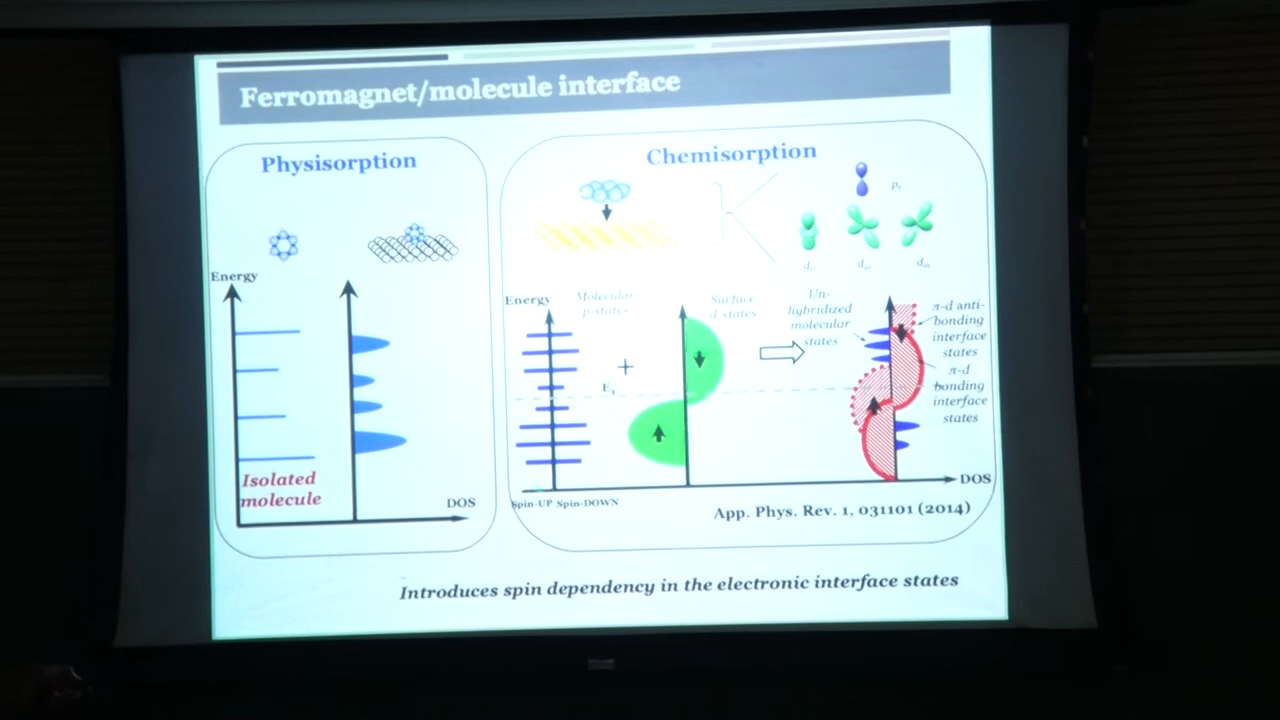 Ferromagnet/molecule interface
Physisorption
Energy
Isolated
molecule
DOS
Chemisorption
Energy
Molecular
p-states
Surface
d-states
+
Spin-UP Spin-DOWN
Un-
hybridized
molecular
states
π-d anti-
bonding
interface
states
π-d
bonding
interface
states
DOS
App. Phys. Rev. 1, 031101 (2014)
Introduces spin dependency in the electronic interface states